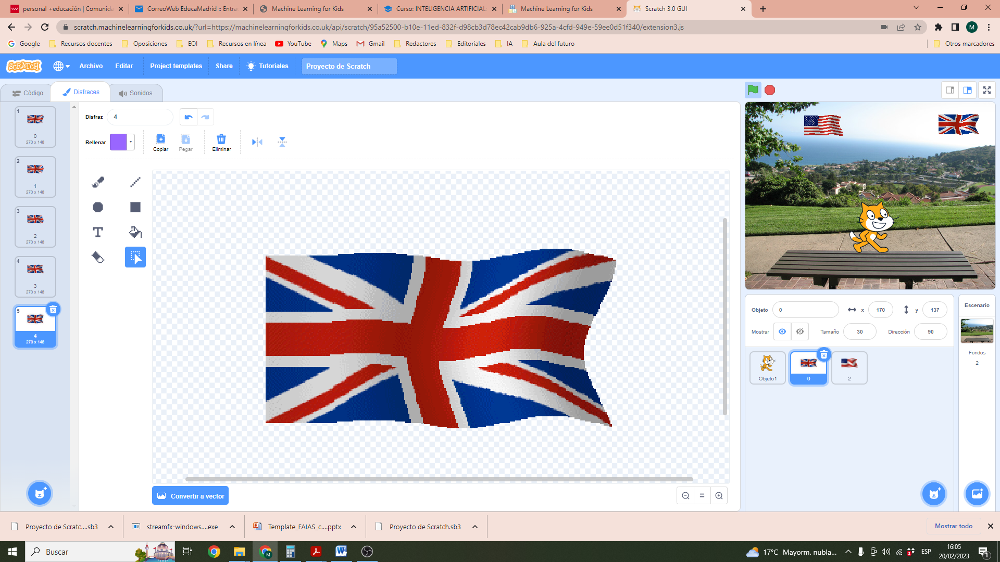 personal +educación | Comunida
CorreoWeb EducaMadrid :: Entra
Machine Learning for Kids
Curso: INTELIGENCIA ARTIFICIAL
Machine Learning for Kids
Scratch 3.0 GUI
scratch.machinelearningforkids.co.uk/?url=https://machinelearningforkids.co.uk/api/scratch/95a52500-b10e-11ed-832f-d98cb3d78ec42cab9db6-925a-4cfd-949e-59ee0d51f340/extension3.js
M
Google
Recursos docentes
Oposiciones
EOI
Recursos en línea
YouTube
Maps
Gmail
Redactores
Editoriales
IA
Aula del futuro
Otros marcadores
SCRATCH
Archivo
Editar
Project templates
Share
Tutoriales
Proyecto de Scratch
Código
Disfraces
Sonidos
1
0
270 x 148
2
1
270 x 148
3
2
270 x 148
4
3
270 x 148
5
4
270 x 148
Disfraz
4
Rellenar
Copiar
Pegar
Eliminar
T
Convertir a vector
Objeto
0
x
170
y
137
Mostrar
Tamaño
30
Dirección
90
Objeto1
0
2
Escenario
Fondos
2
Proyecto de Scratc....sb3
streamfx-windows....exe
Template_FAIAS_c....pptx
Proyecto de Scratch.sb3
Mostrar todo
Buscar
17°C Mayorm. nubla...
ESP
16:05
20/02/2023
1